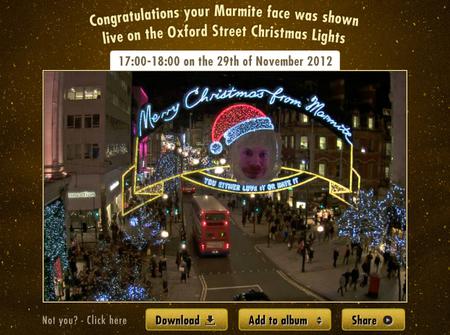 Congratulations your Marmite face was shown
live on the Oxford Street Christmas Lights
17:00-18:00 on the 29th of November 2012
Merry Christmas from Marmite
YOU EITHER LOVE IT OR HATE IT
Not you? - Click here
Download
Add to album
Share